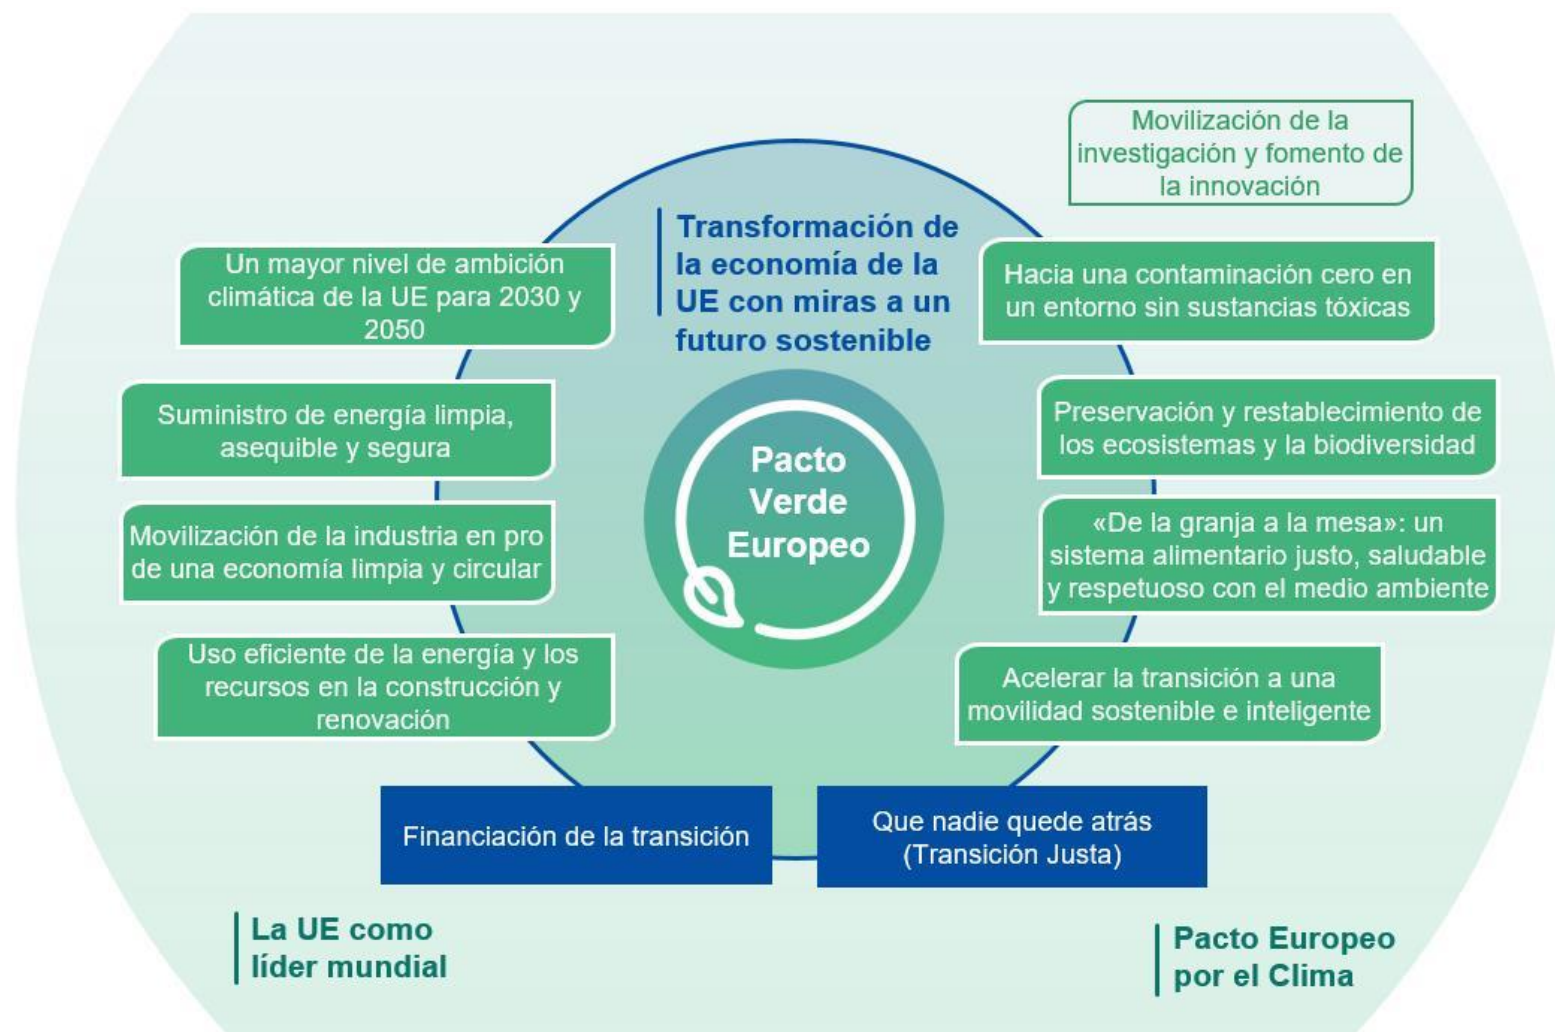 Movilización de la
investigación y fomento de
la innovación
Transformación de
la economía de la
UE con miras a un
futuro sostenible
Un mayor nivel de ambición
climática de la UE para 2030 y
2050
Hacia una contaminación cero en
un entorno sin sustancias tóxicas
Suministro de energía limpia,
asequible y segura
Preservación y restablecimiento de
los ecosistemas y la biodiversidad
Pacto
Verde
Europeo
Movilización de la industria en pro
de una economía limpia y circular
«De la granja a la mesa»: un
sistema alimentario justo, saludable
y respetuoso con el medio ambiente
Uso eficiente de la energía y los
recursos en la construcción y
renovación
Acelerar la transición a una
movilidad sostenible e inteligente
Financiación de la transición
Que nadie quede atrás
(Transición Justa)
La UE como
líder mundial
Pacto Europeo
por el Clima